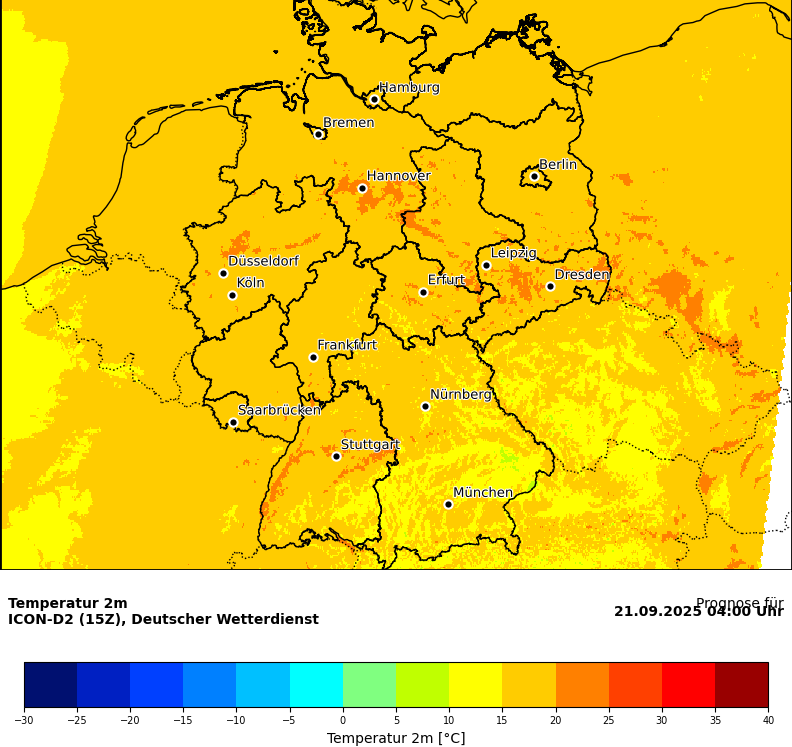 Hamburg
Bremen
Berlin
Hannover
Leipzig
Düsseldorf
Dresden
Köln
Erfurt
Frankfurt
Nürnberg
Saarbrücken
Stuttgart
München
Temperatur 2m
Prognose für
ICON-D2 (15Z), Deutscher Wetterdienst
21.09.2025 04:00 Uhr
−30 −25 −20 −15 −10 −5 0 5 10 15 20 25 30 35 40
Temperatur 2m [°C]